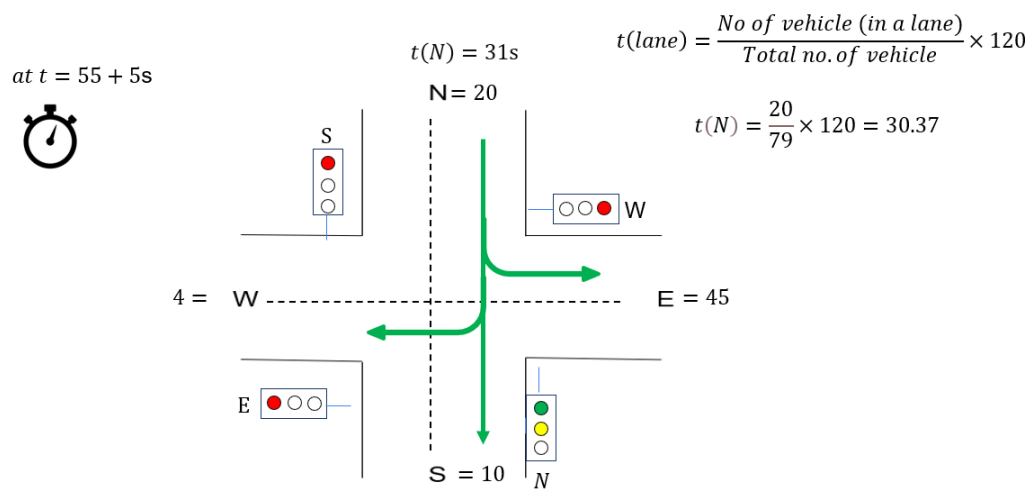 t(lane) = No of vehicle (in a lane) / Total no. of vehicle × 120
t(N) = 31s
at t = 55 + 5s
N = 20
t(N) = 20/79 × 120 = 30.37
S
W
4 = W
E = 45
E
S = 10
N